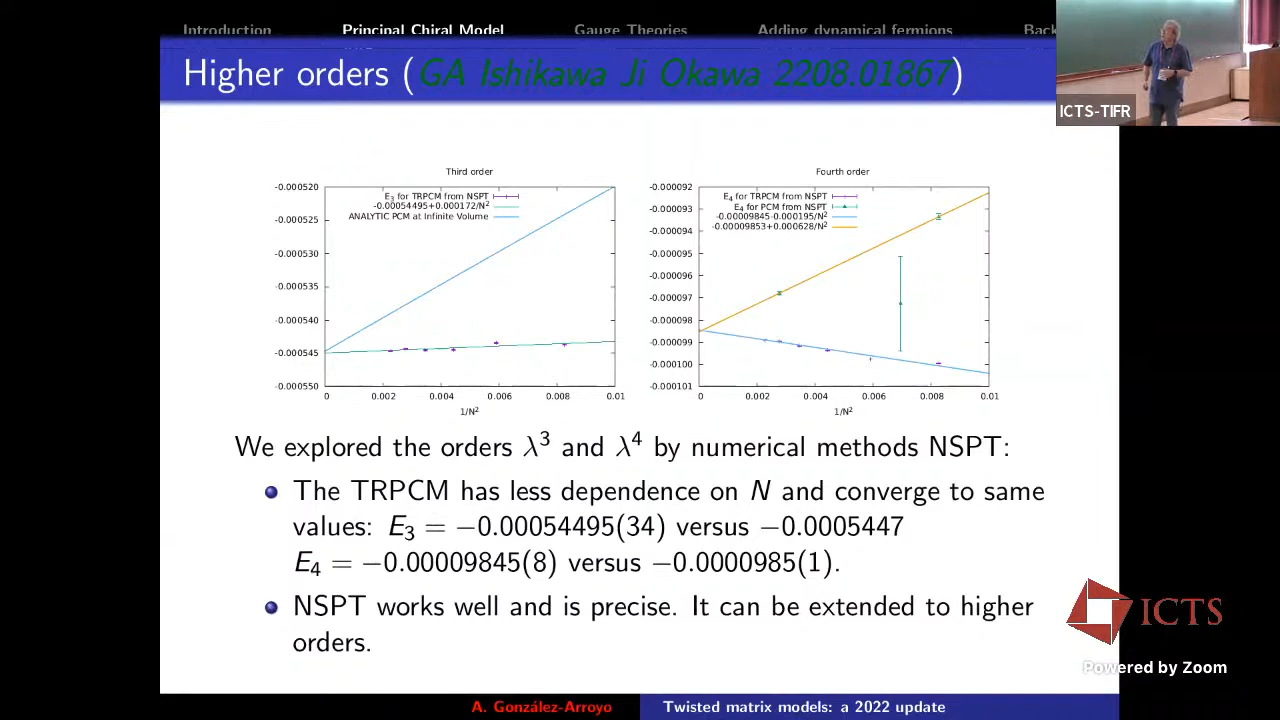 Introduction Principal Chiral Model Gauge Theories Adding dynamical fermions Back
Higher orders (GA Ishikawa Ji Okawa 2208.01867)
ICTS-TIFR
Third order
-0.000520
-0.000525
-0.000530
-0.000535
-0.000540
-0.000545
-0.000550
E₃ for TRPCM from NSPT
-0.00054495+0.000172/N²
ANALYTIC PCM at Infinite Volume
0 0.002 0.004 0.006 0.008 0.01
1/N²
Fourth order
-0.000092
-0.000093
-0.000094
-0.000095
-0.000096
-0.000097
-0.000098
-0.000099
-0.000100
-0.000101
E₄ for TRPCM from NSPT
E₄ for PCM from NSPT
-0.00009845-0.000195/N²
-0.00009853+0.000628/N²
0 0.002 0.004 0.006 0.008 0.01
1/N²
We explored the orders λ³ and λ⁴ by numerical methods NSPT:
The TRPCM has less dependence on N and converge to same
values: E₃ = −0.00054495(34) versus −0.0005447
E₄ = −0.00009845(8) versus −0.0000985(1).
NSPT works well and is precise. It can be extended to higher
orders.
ICTS
Powered by Zoom
A. González-Arroyo Twisted matrix models: a 2022 update